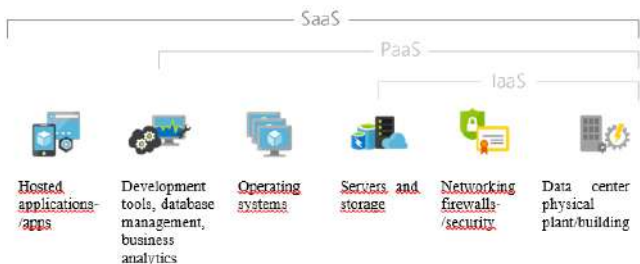 SaaS
PaaS
IaaS
Hosted
applications-
/apps
Development
tools, database
management,
business
analytics
Operating
systems
Servers and
storage
Networking
firewalls-
/security
Data center
physical
plant/building